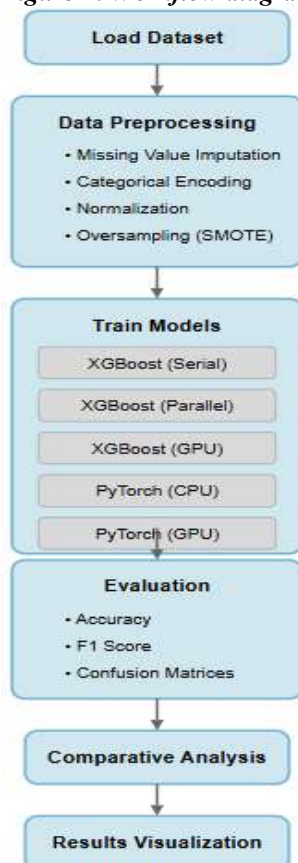 Load Dataset
Data Preprocessing
• Missing Value Imputation
• Categorical Encoding
• Normalization
• Oversampling (SMOTE)
Train Models
XGBoost (Serial)
XGBoost (Parallel)
XGBoost (GPU)
PyTorch (CPU)
PyTorch (GPU)
Evaluation
• Accuracy
• F1 Score
• Confusion Matrices
Comparative Analysis
Results Visualization